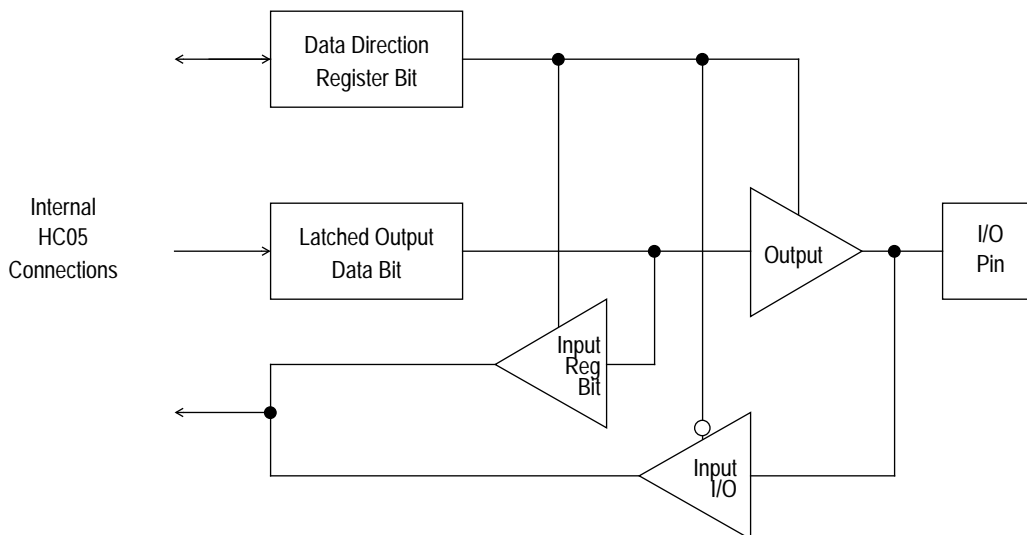 Data Direction
Register Bit
Internal
HC05
Connections
Latched Output
Data Bit
Output
I/O
Pin
Input
Reg
Bit
Input
I/O